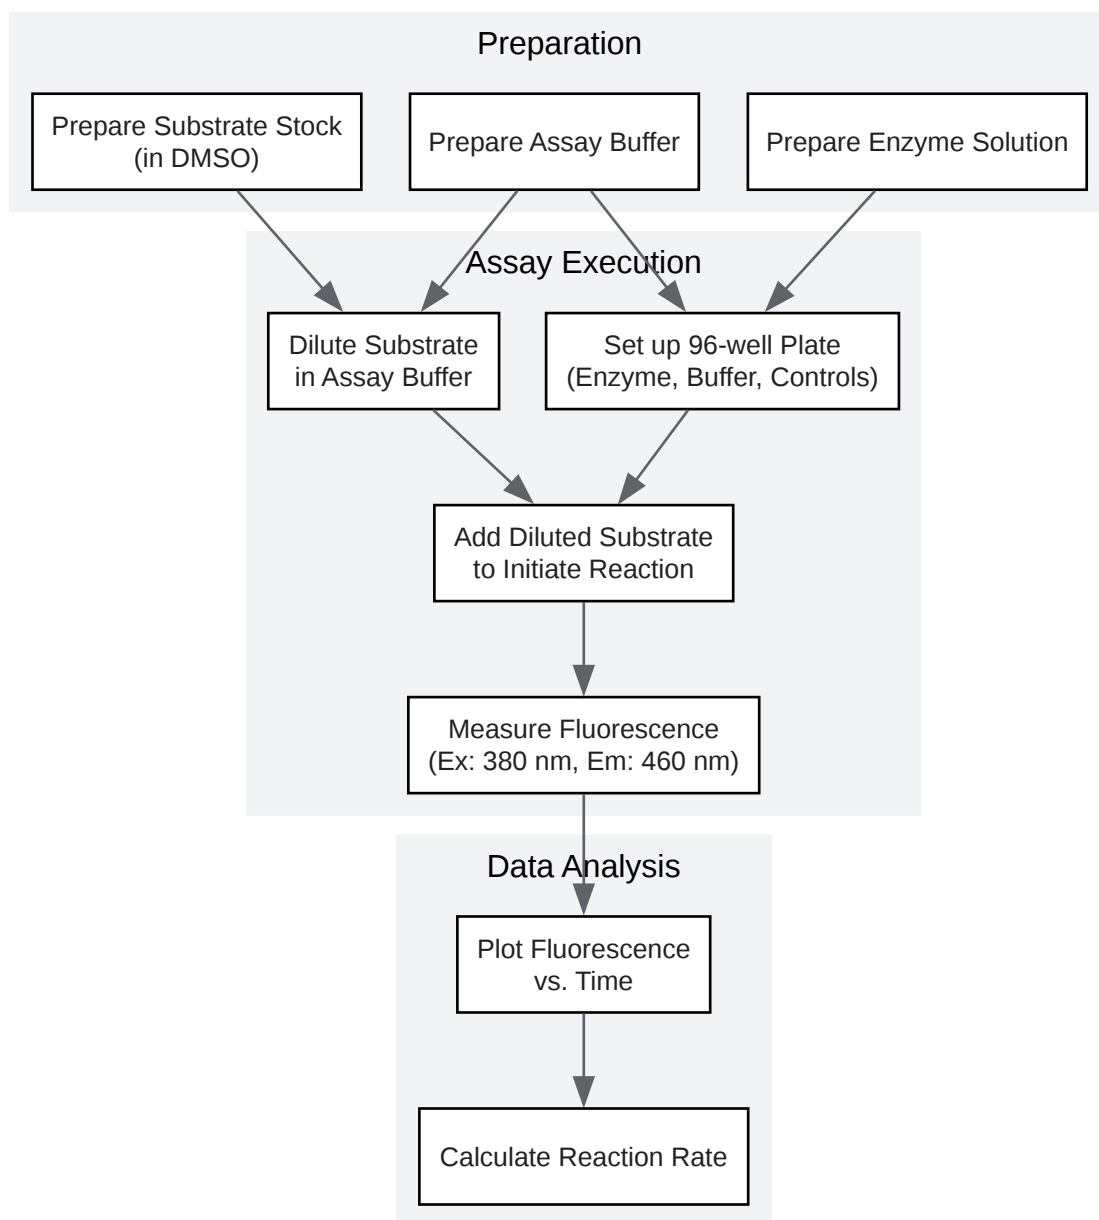 Preparation
Prepare Substrate Stock
(in DMSO)
Prepare Assay Buffer
Prepare Enzyme Solution
Assay Execution
Dilute Substrate
in Assay Buffer
Set up 96-well Plate
(Enzyme, Buffer, Controls)
Add Diluted Substrate
to Initiate Reaction
Measure Fluorescence
(Ex: 380 nm, Em: 460 nm)
Data Analysis
Plot Fluorescence
vs. Time
Calculate Reaction Rate